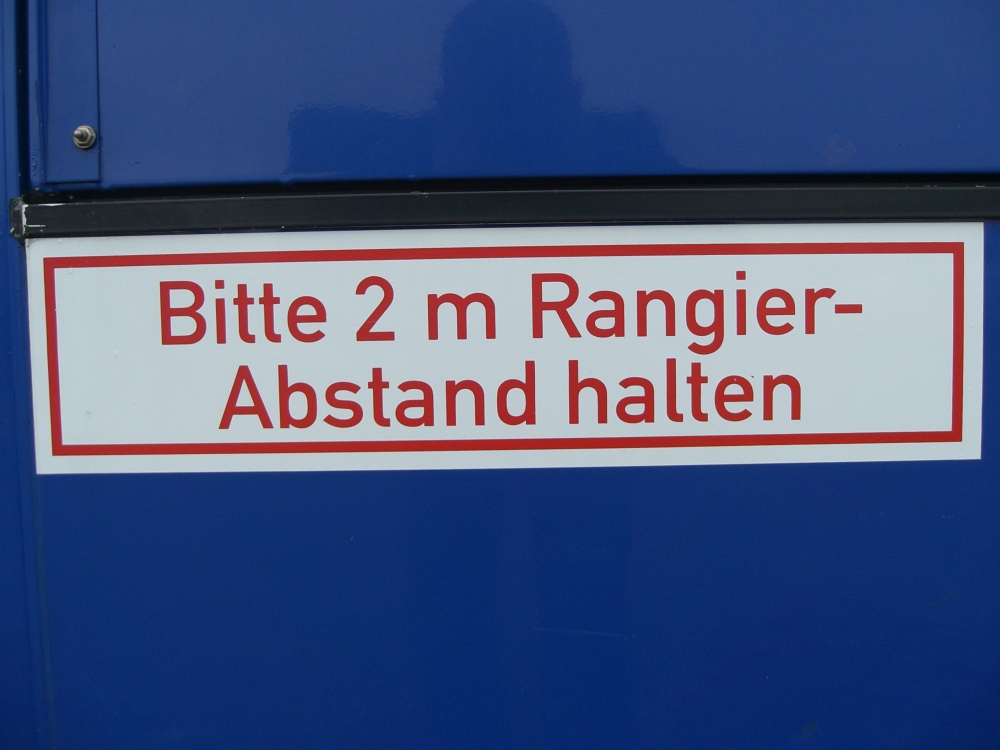 Bitte 2 m Rangier-
Abstand halten